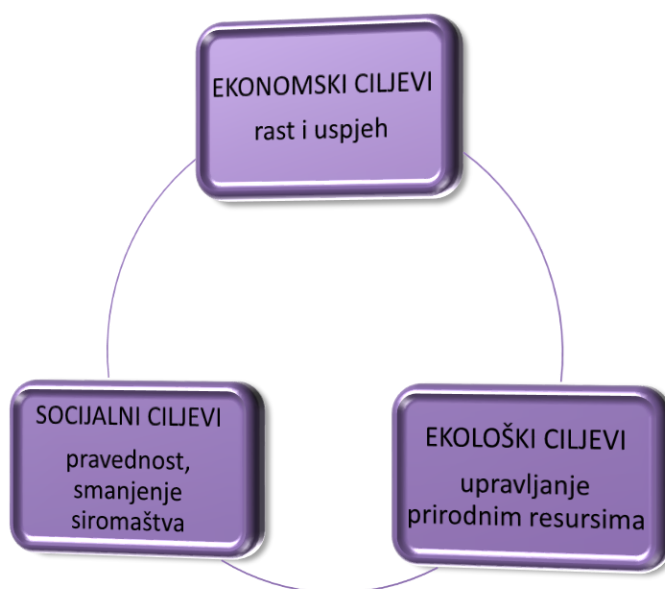 EKONOMSKI CILJEVI
rast i uspjeh
SOCIJALNI CILJEVI
pravednost,
smanjenje
siromaštva
EKOLOŠKI CILJEVI
upravljanje
prirodnim resursima